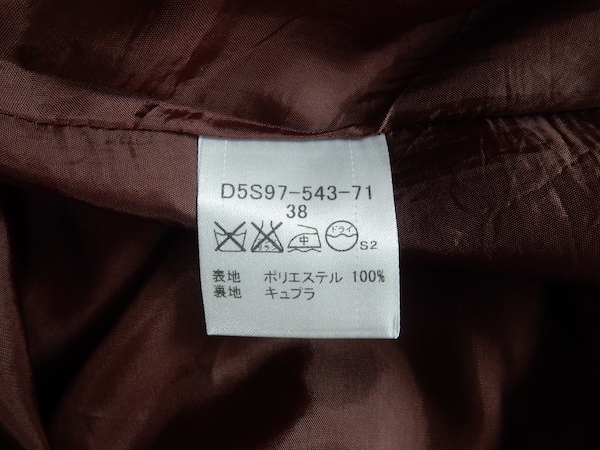 D5S97-543-71
38
中 ドライ S2
表地 ポリエステル 100%
裏地 キュプラ